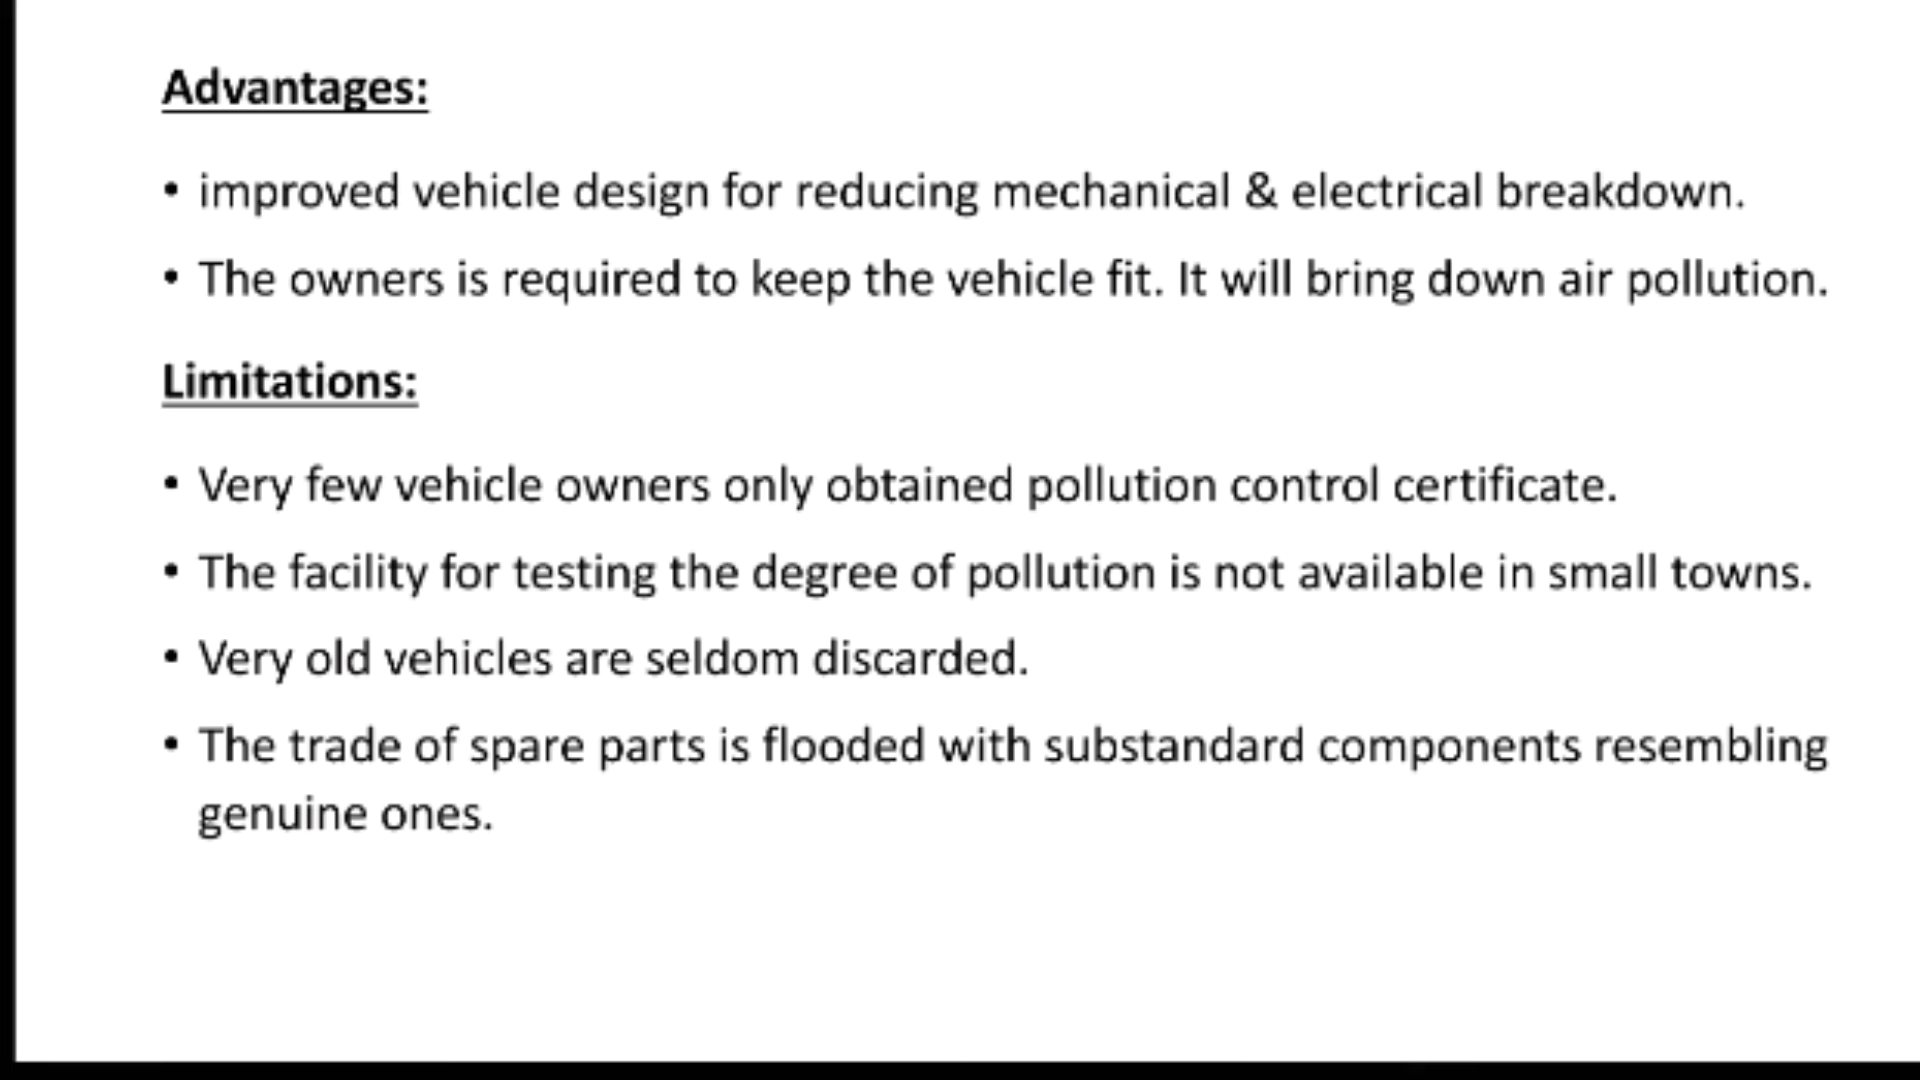 Advantages:
• improved vehicle design for reducing mechanical & electrical breakdown.
• The owners is required to keep the vehicle fit. It will bring down air pollution.
Limitations:
• Very few vehicle owners only obtained pollution control certificate.
• The facility for testing the degree of pollution is not available in small towns.
• Very old vehicles are seldom discarded.
• The trade of spare parts is flooded with substandard components resembling
genuine ones.